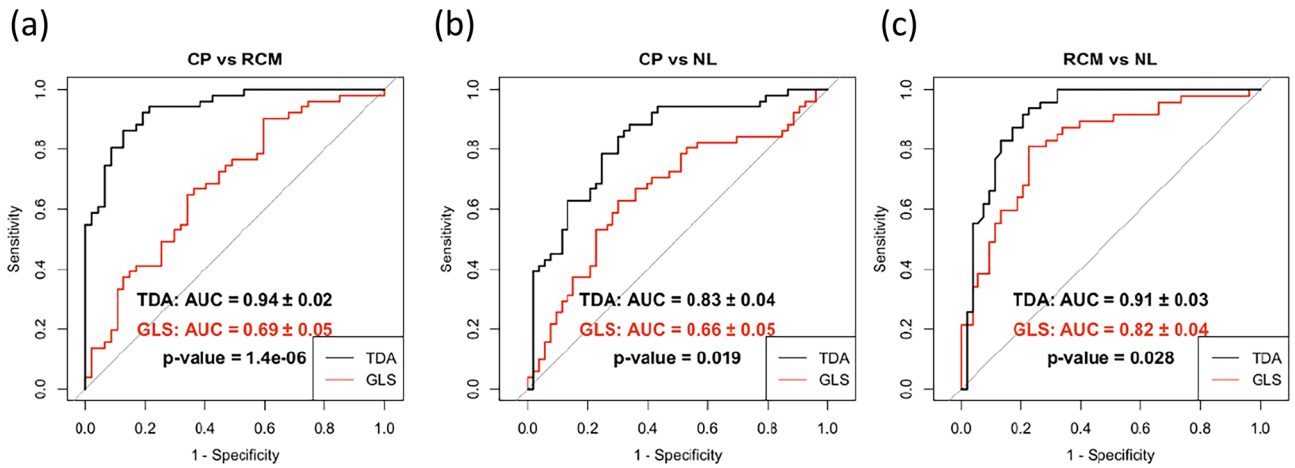 (a)
CP vs RCM
Sensitivity
1.0
0.8
0.6
0.4
0.2
0.0
TDA: AUC = 0.94 ± 0.02
GLS: AUC = 0.69 ± 0.05
p-value = 1.4e-06
TDA
GLS
0.0 0.2 0.4 0.6 0.8 1.0
1 - Specificity
(b)
CP vs NL
Sensitivity
1.0
0.8
0.6
0.4
0.2
0.0
TDA: AUC = 0.83 ± 0.04
GLS: AUC = 0.66 ± 0.05
p-value = 0.019
TDA
GLS
0.0 0.2 0.4 0.6 0.8 1.0
1 - Specificity
(c)
RCM vs NL
Sensitivity
1.0
0.8
0.6
0.4
0.2
0.0
TDA: AUC = 0.91 ± 0.03
GLS: AUC = 0.82 ± 0.04
p-value = 0.028
TDA
GLS
0.0 0.2 0.4 0.6 0.8 1.0
1 - Specificity